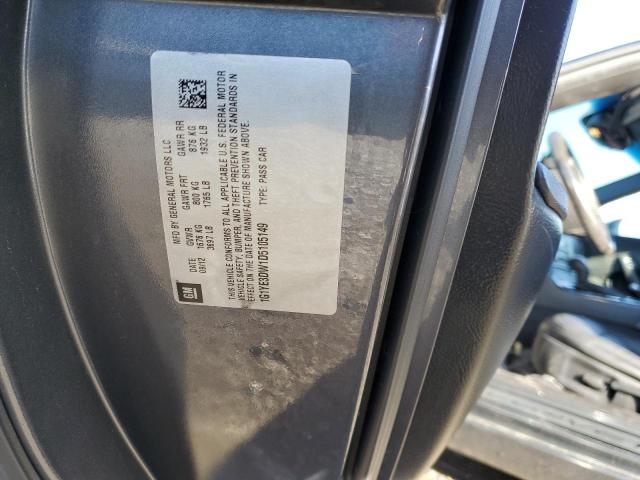 GM
MFD BY GENERAL MOTORS LLC
DATE GVWR GAWR FRT GAWR RR
09/12 1676 KG 800 KG 876 KG
3697 LB 1765 LB 1932 LB
THIS VEHICLE CONFORMS TO ALL APPLICABLE U.S. FEDERAL MOTOR
VEHICLE SAFETY, BUMPER, AND THEFT PREVENTION STANDARDS IN
EFFECT ON THE DATE OF MANUFACTURE SHOWN ABOVE.
1G1YE3DW1D5105149 TYPE: PASS CAR